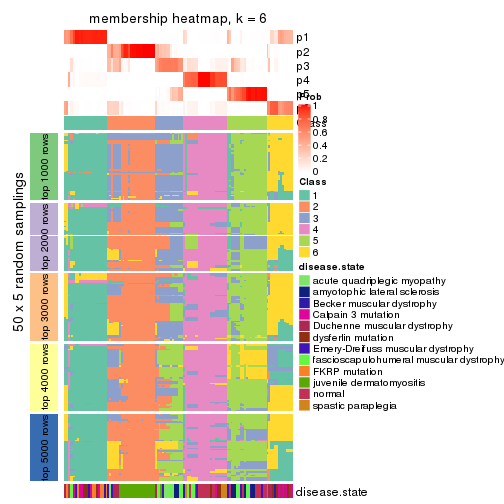 membership heatmap, k = 6
p1
p2
p3
p4
Prob
1
0.8
0.6
0.4
0.2
0
Class
1
2
3
4
5
6
50 x 5 random samplings
top 1000 rows
top 2000 rows
top 3000 rows
top 4000 rows
top 5000 rows
disease.state
acute quadriplegic myopathy
amyotophic lateral sclerosis
Becker muscular dystrophy
Calpain 3 mutation
Duchenne muscular dystrophy
dysferlin mutation
Emery-Dreifuss muscular dystrophy
fascioscapulohumeral muscular dystrophy
FKRP mutation
juvenile dermatomyositis
normal
spastic paraplegia
disease.state